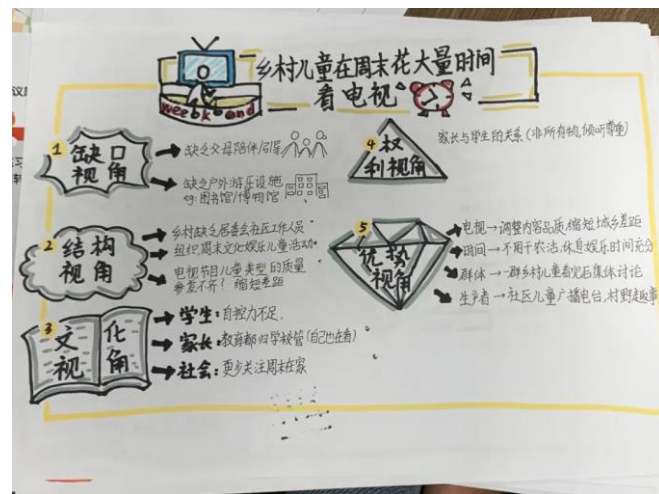 乡村儿童在周末花大量时间
看电视
week end
1 缺口
视角
缺乏父母陪伴/引导
缺乏户外游乐设施
eg: 图书馆/博物馆
2 结构
视角
乡村缺乏居委会社区工作人员
组织周末文化娱乐儿童活动
电视节目儿童类型的质量
参差不齐? 缩短差距
3 文化
视角
学生: 自控力不足,
家长: 教育都归学校管(自己也在看)
社会: 更少关注周末在家
4 权
利视角
家长与学生的关系(非所有物,倾听尊重)
5 优势
视角
电视→调整内容品质,缩短城乡差距
时间→不用干农活,休息娱乐时间充分
群体→一群乡村儿童看完后集体讨论
生产者→社区儿童广播电台,村野趣事